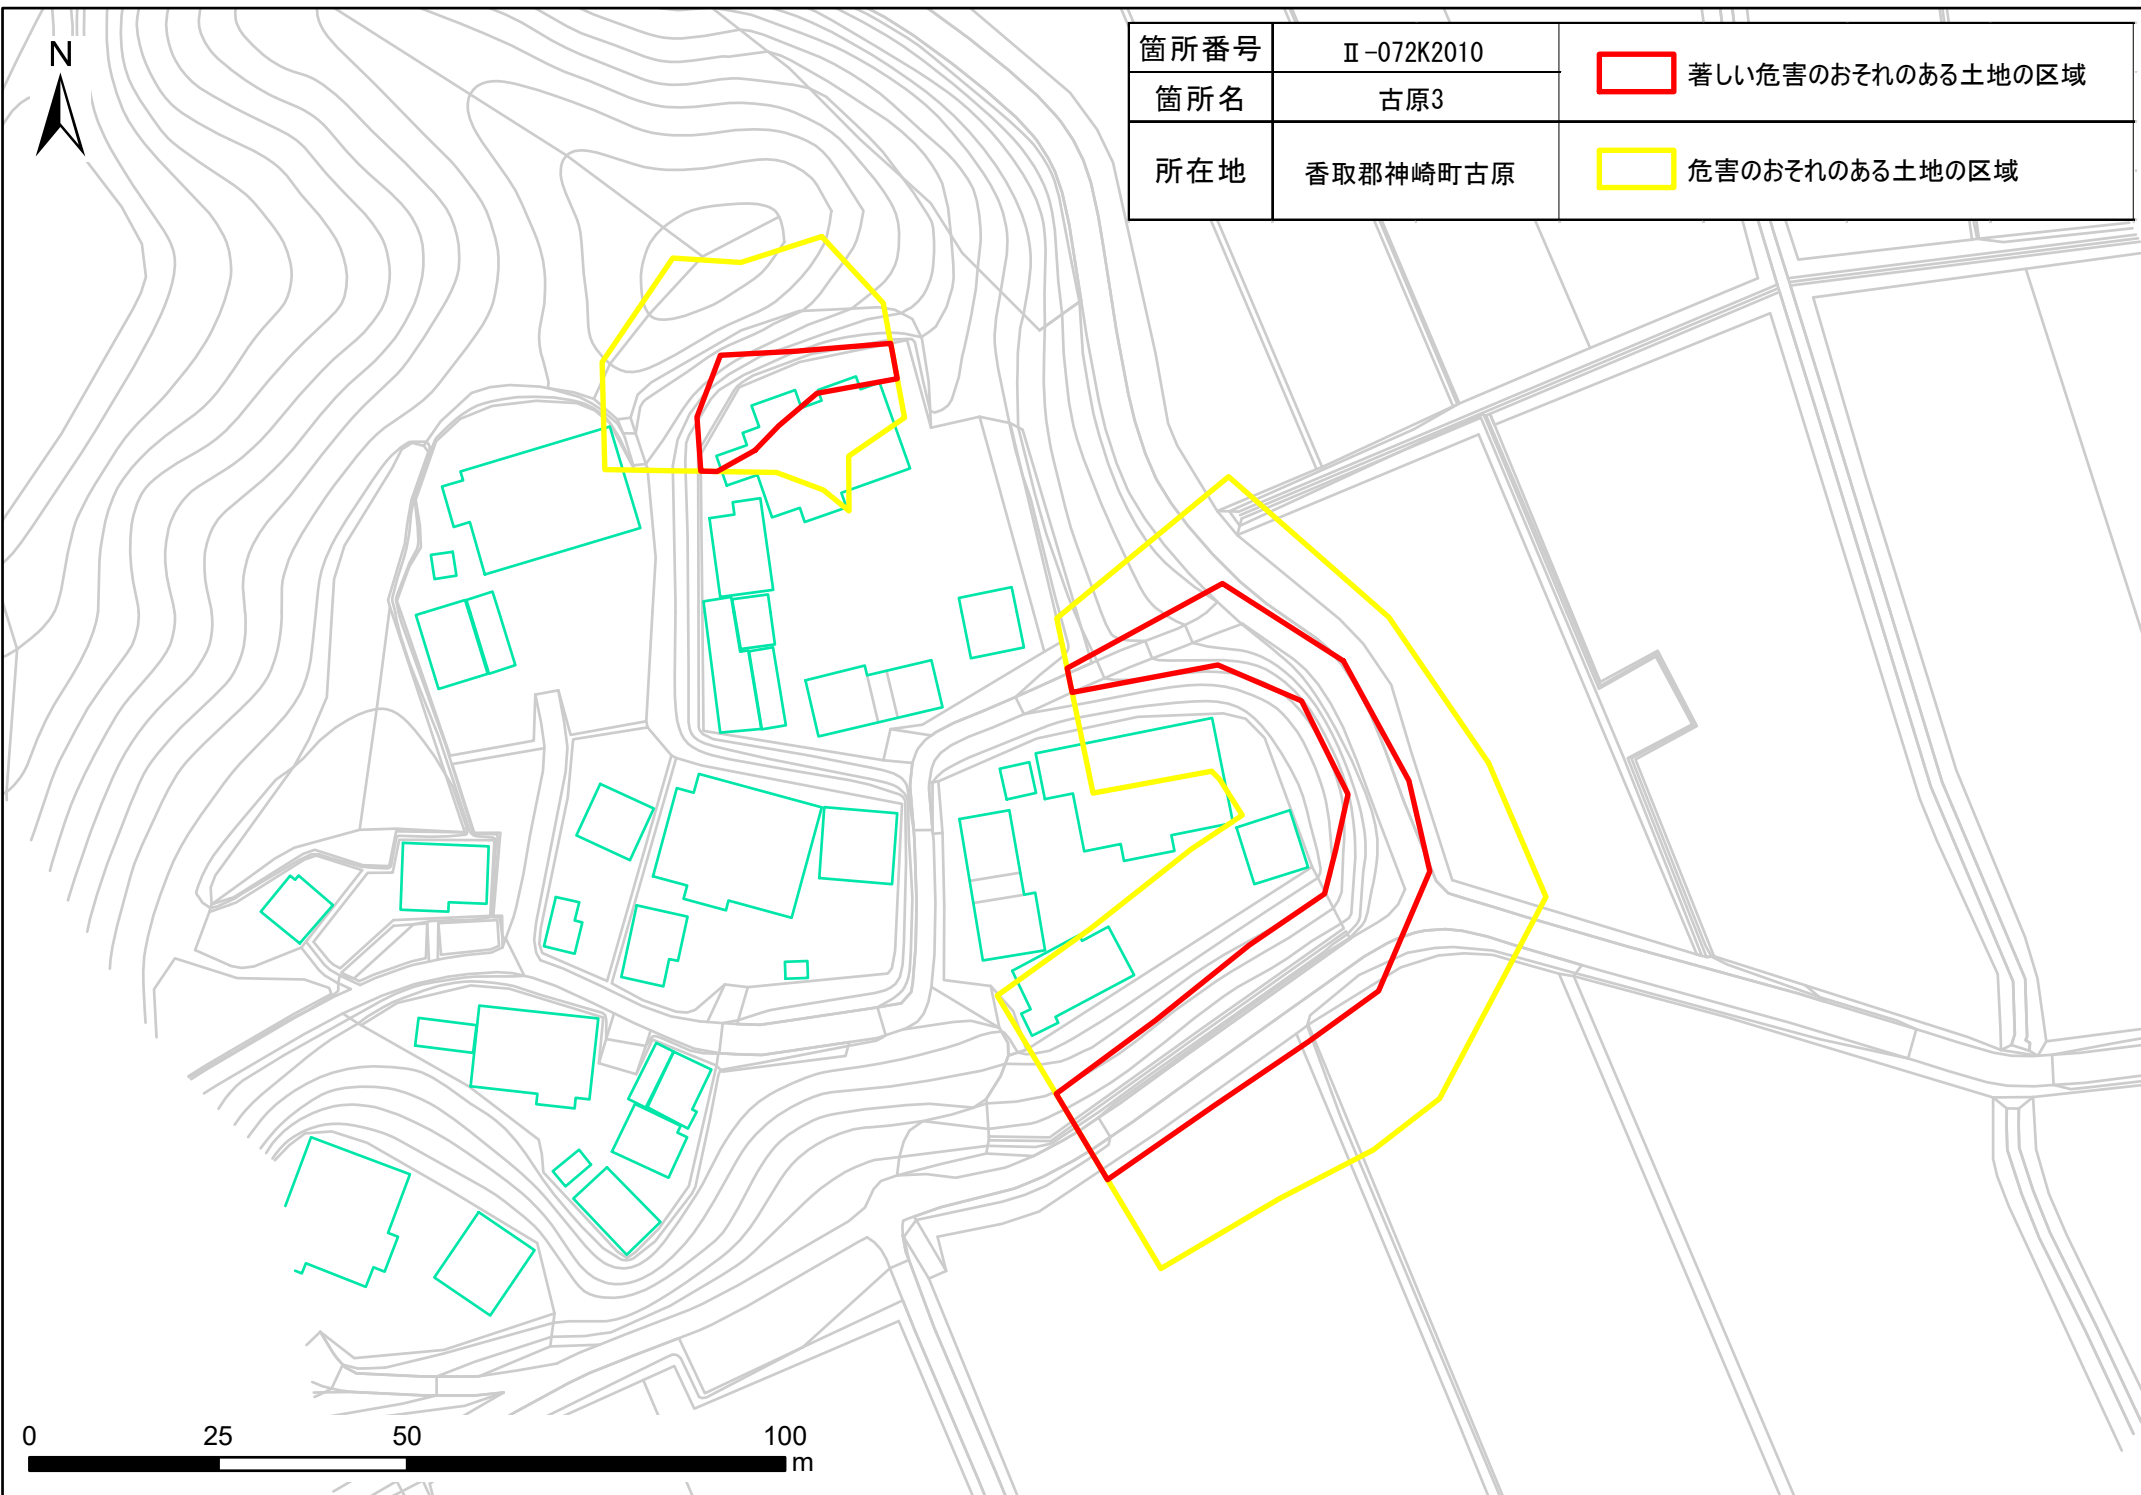 N
箇所番号 Ⅱ-072K2010
著しい危害のおそれのある土地の区域
箇所名 古原3
所在地 香取郡神崎町古原
危害のおそれのある土地の区域
0 25 50 100
m